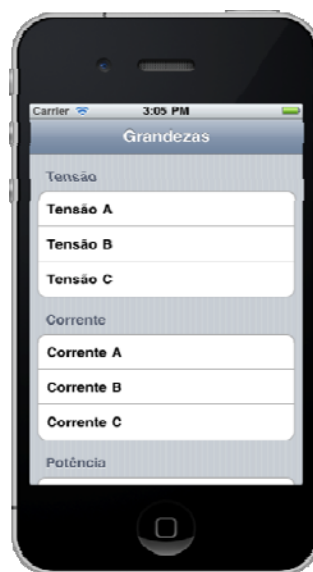 Carrier 3:05 PM
Grandezas
Tensão
Tensão A
Tensão B
Tensão C
Corrente
Corrente A
Corrente B
Corrente C
Potência